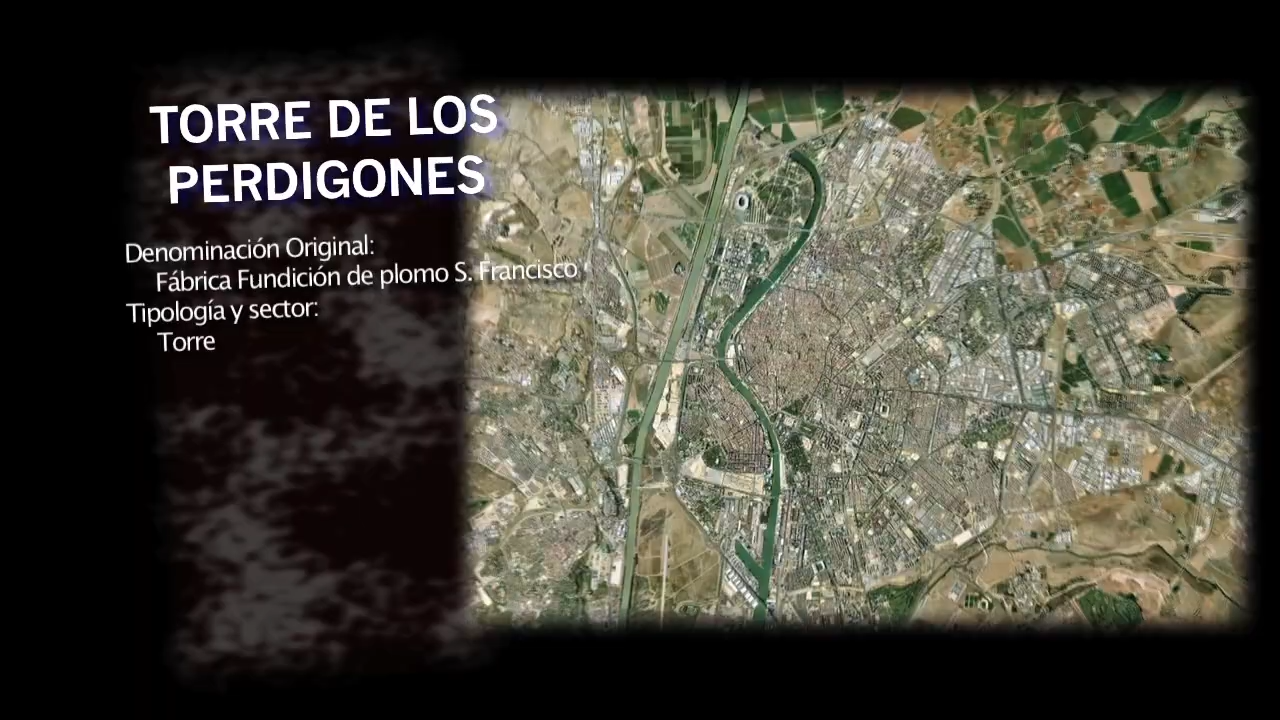 TORRE DE LOS
PERDIGONES
Denominación Original:
Fábrica Fundición de plomo S. Francisco
Tipología y sector:
Torre